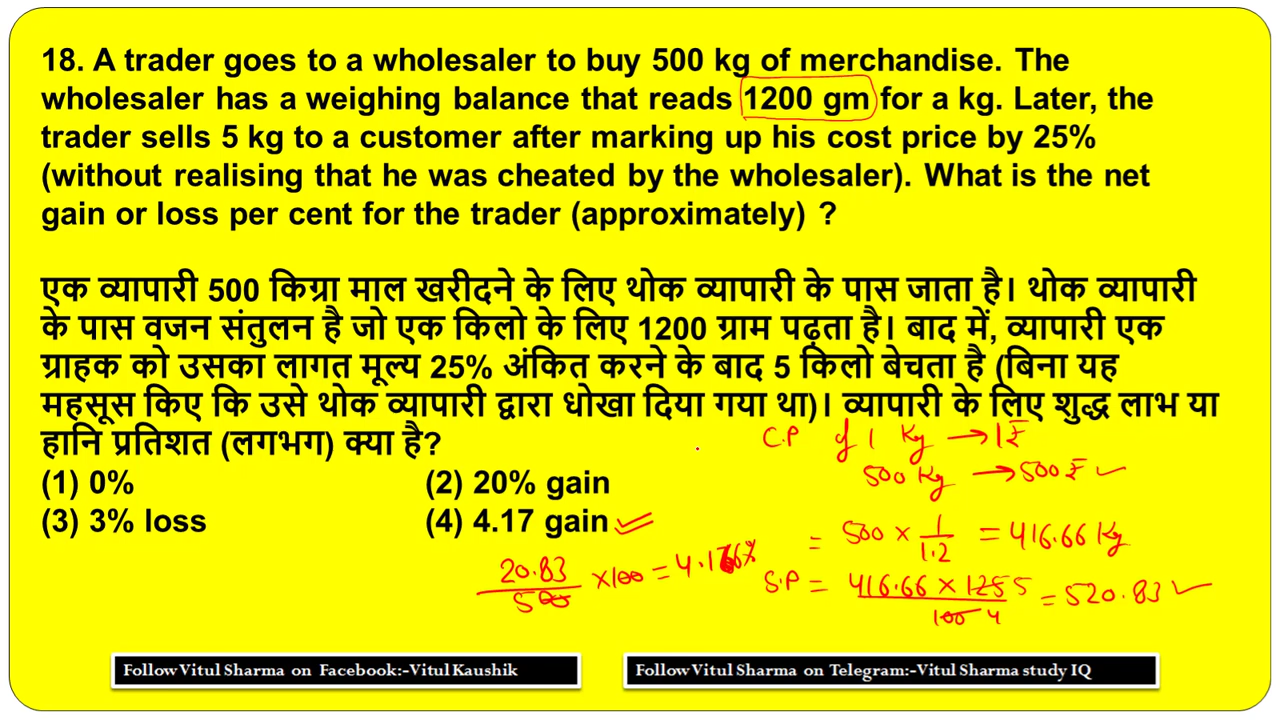 18. A trader goes to a wholesaler to buy 500 kg of merchandise. The
wholesaler has a weighing balance that reads 1200 gm for a kg. Later, the
trader sells 5 kg to a customer after marking up his cost price by 25%
(without realising that he was cheated by the wholesaler). What is the net
gain or loss per cent for the trader (approximately) ?
एक व्यापारी 500 किग्रा माल खरीदने के लिए थोक व्यापारी के पास जाता है। थोक व्यापारी
के पास वजन संतुलन है जो एक किलो के लिए 1200 ग्राम पढ़ता है। बाद में, व्यापारी एक
ग्राहक को उसका लागत मूल्य 25% अंकित करने के बाद 5 किलो बेचता है (बिना यह
महसूस किए कि उसे थोक व्यापारी द्वारा धोखा दिया गया था)। व्यापारी के लिए शुद्ध लाभ या
हानि प्रतिशत (लगभग) क्या है?
C.P of 1 Kg → 1₹
500 Kg → 500 ₹
(1) 0% (2) 20% gain
(3) 3% loss (4) 4.17 gain
= 500 × 1/1.2 = 416.66 Kg
20.83/500 × 100 = 4.166%
S.P = 416.66 × 125 5/100 4 = 520.83
Follow Vitul Sharma on Facebook:-Vitul Kaushik
Follow Vitul Sharma on Telegram:-Vitul Sharma study IQ